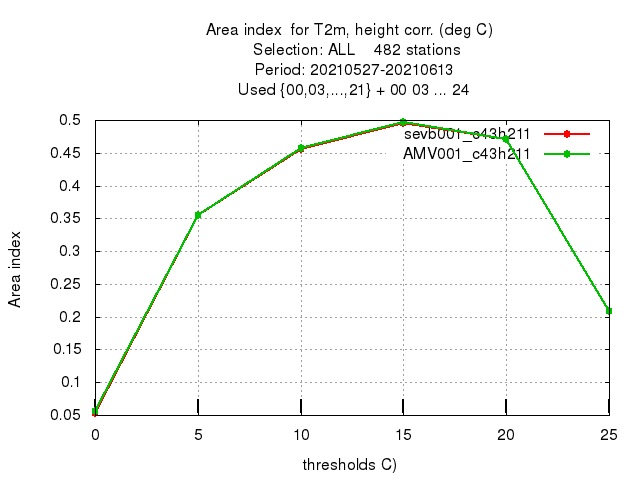 Area index  for T2m, height corr. (deg C)
Selection: ALL    482 stations
Period: 20210527-20210613
Used {00,03,...,21} + 00 03 ... 24
0.5
0.45
0.4
0.35
0.3
0.25
0.2
0.15
0.1
0.05
Area index
sevb001_c43h211
AMV001_c43h211
0 5 10 15 20 25
thresholds C)